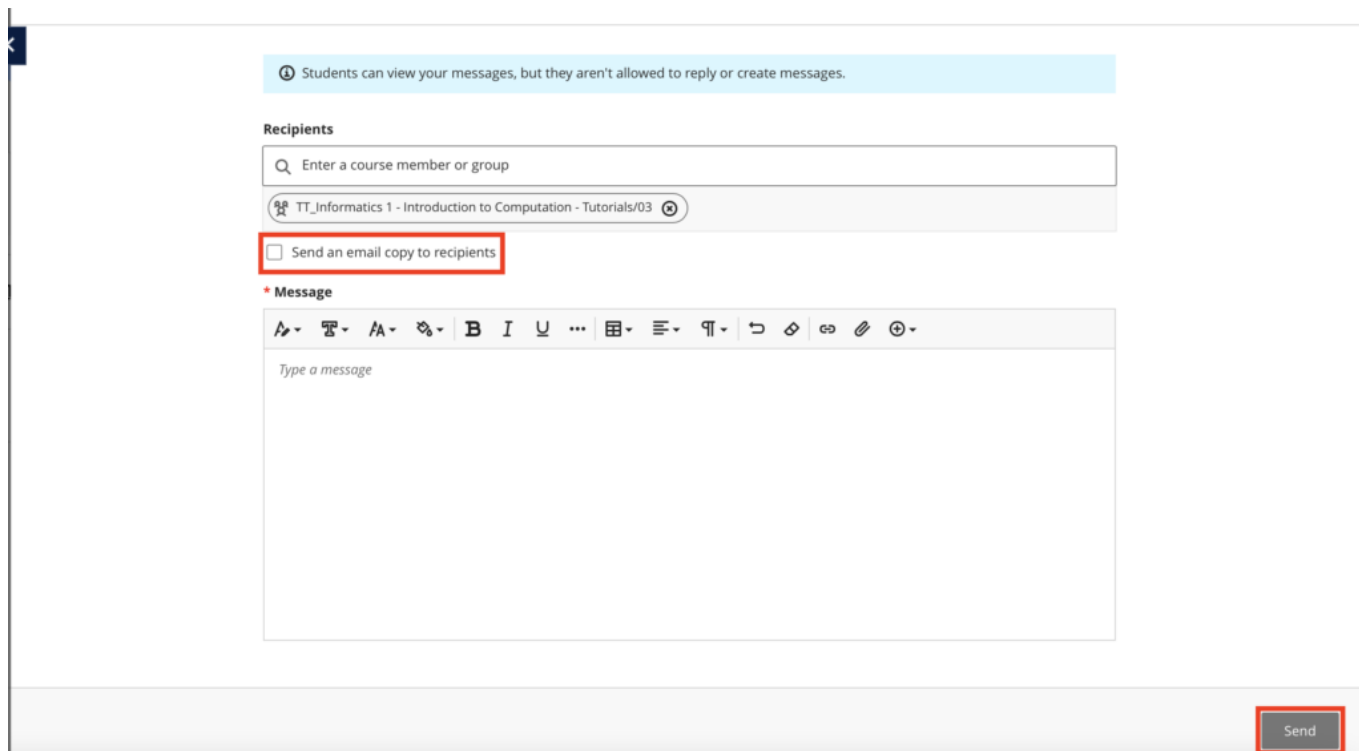 Students can view your messages, but they aren't allowed to reply or create messages.
Recipients
Enter a course member or group
TT_Informatics 1 - Introduction to Computation - Tutorials/03
Send an email copy to recipients
* Message
B I U
Type a message
Send